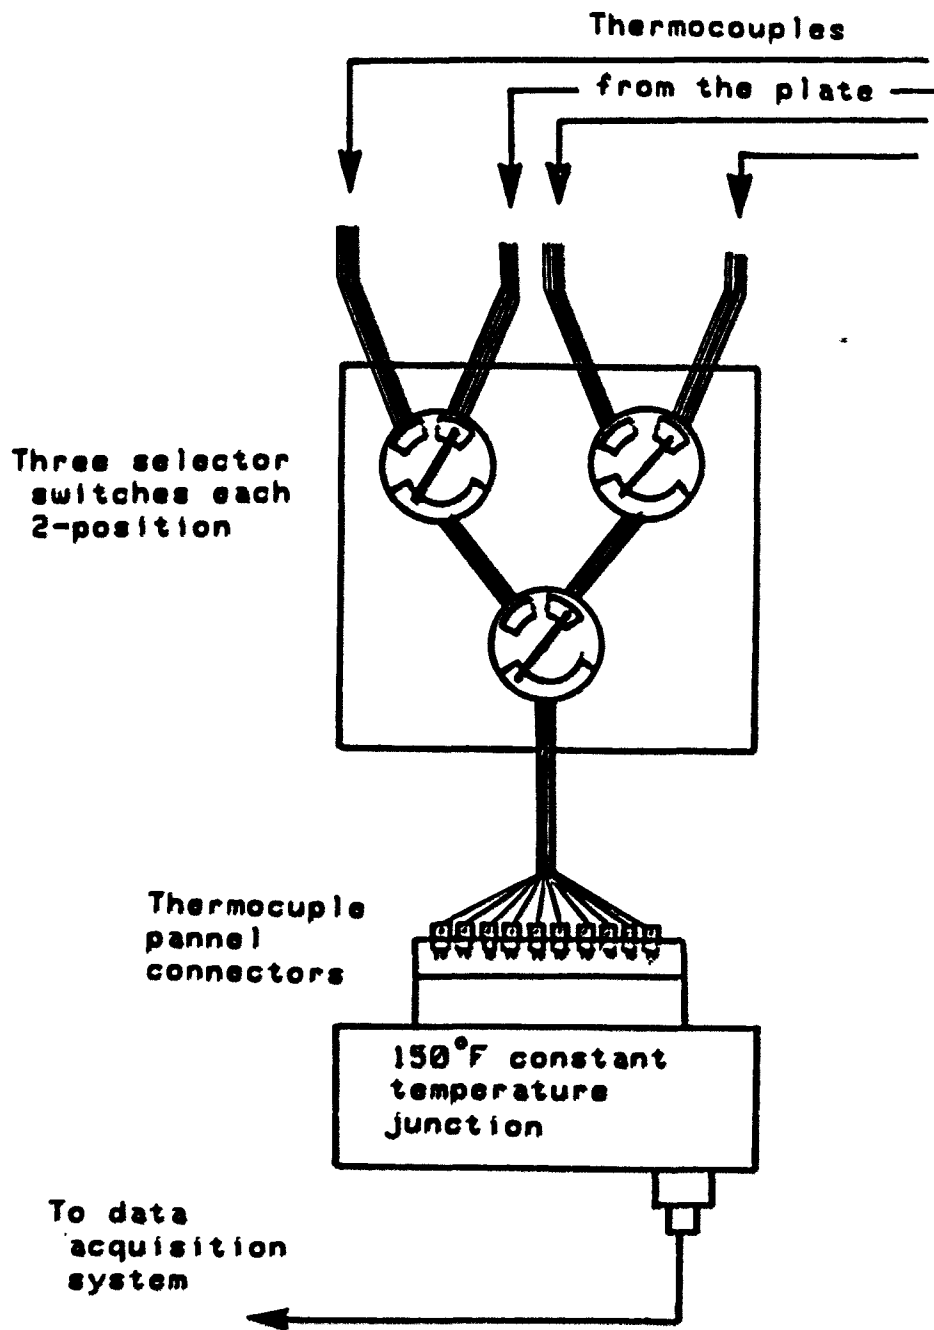 Thermocouples
from the plate
Three selector
switches each
2-position
Thermocuple
pannel
connectors
150°F constant
temperature
junction
To data
acquisition
system